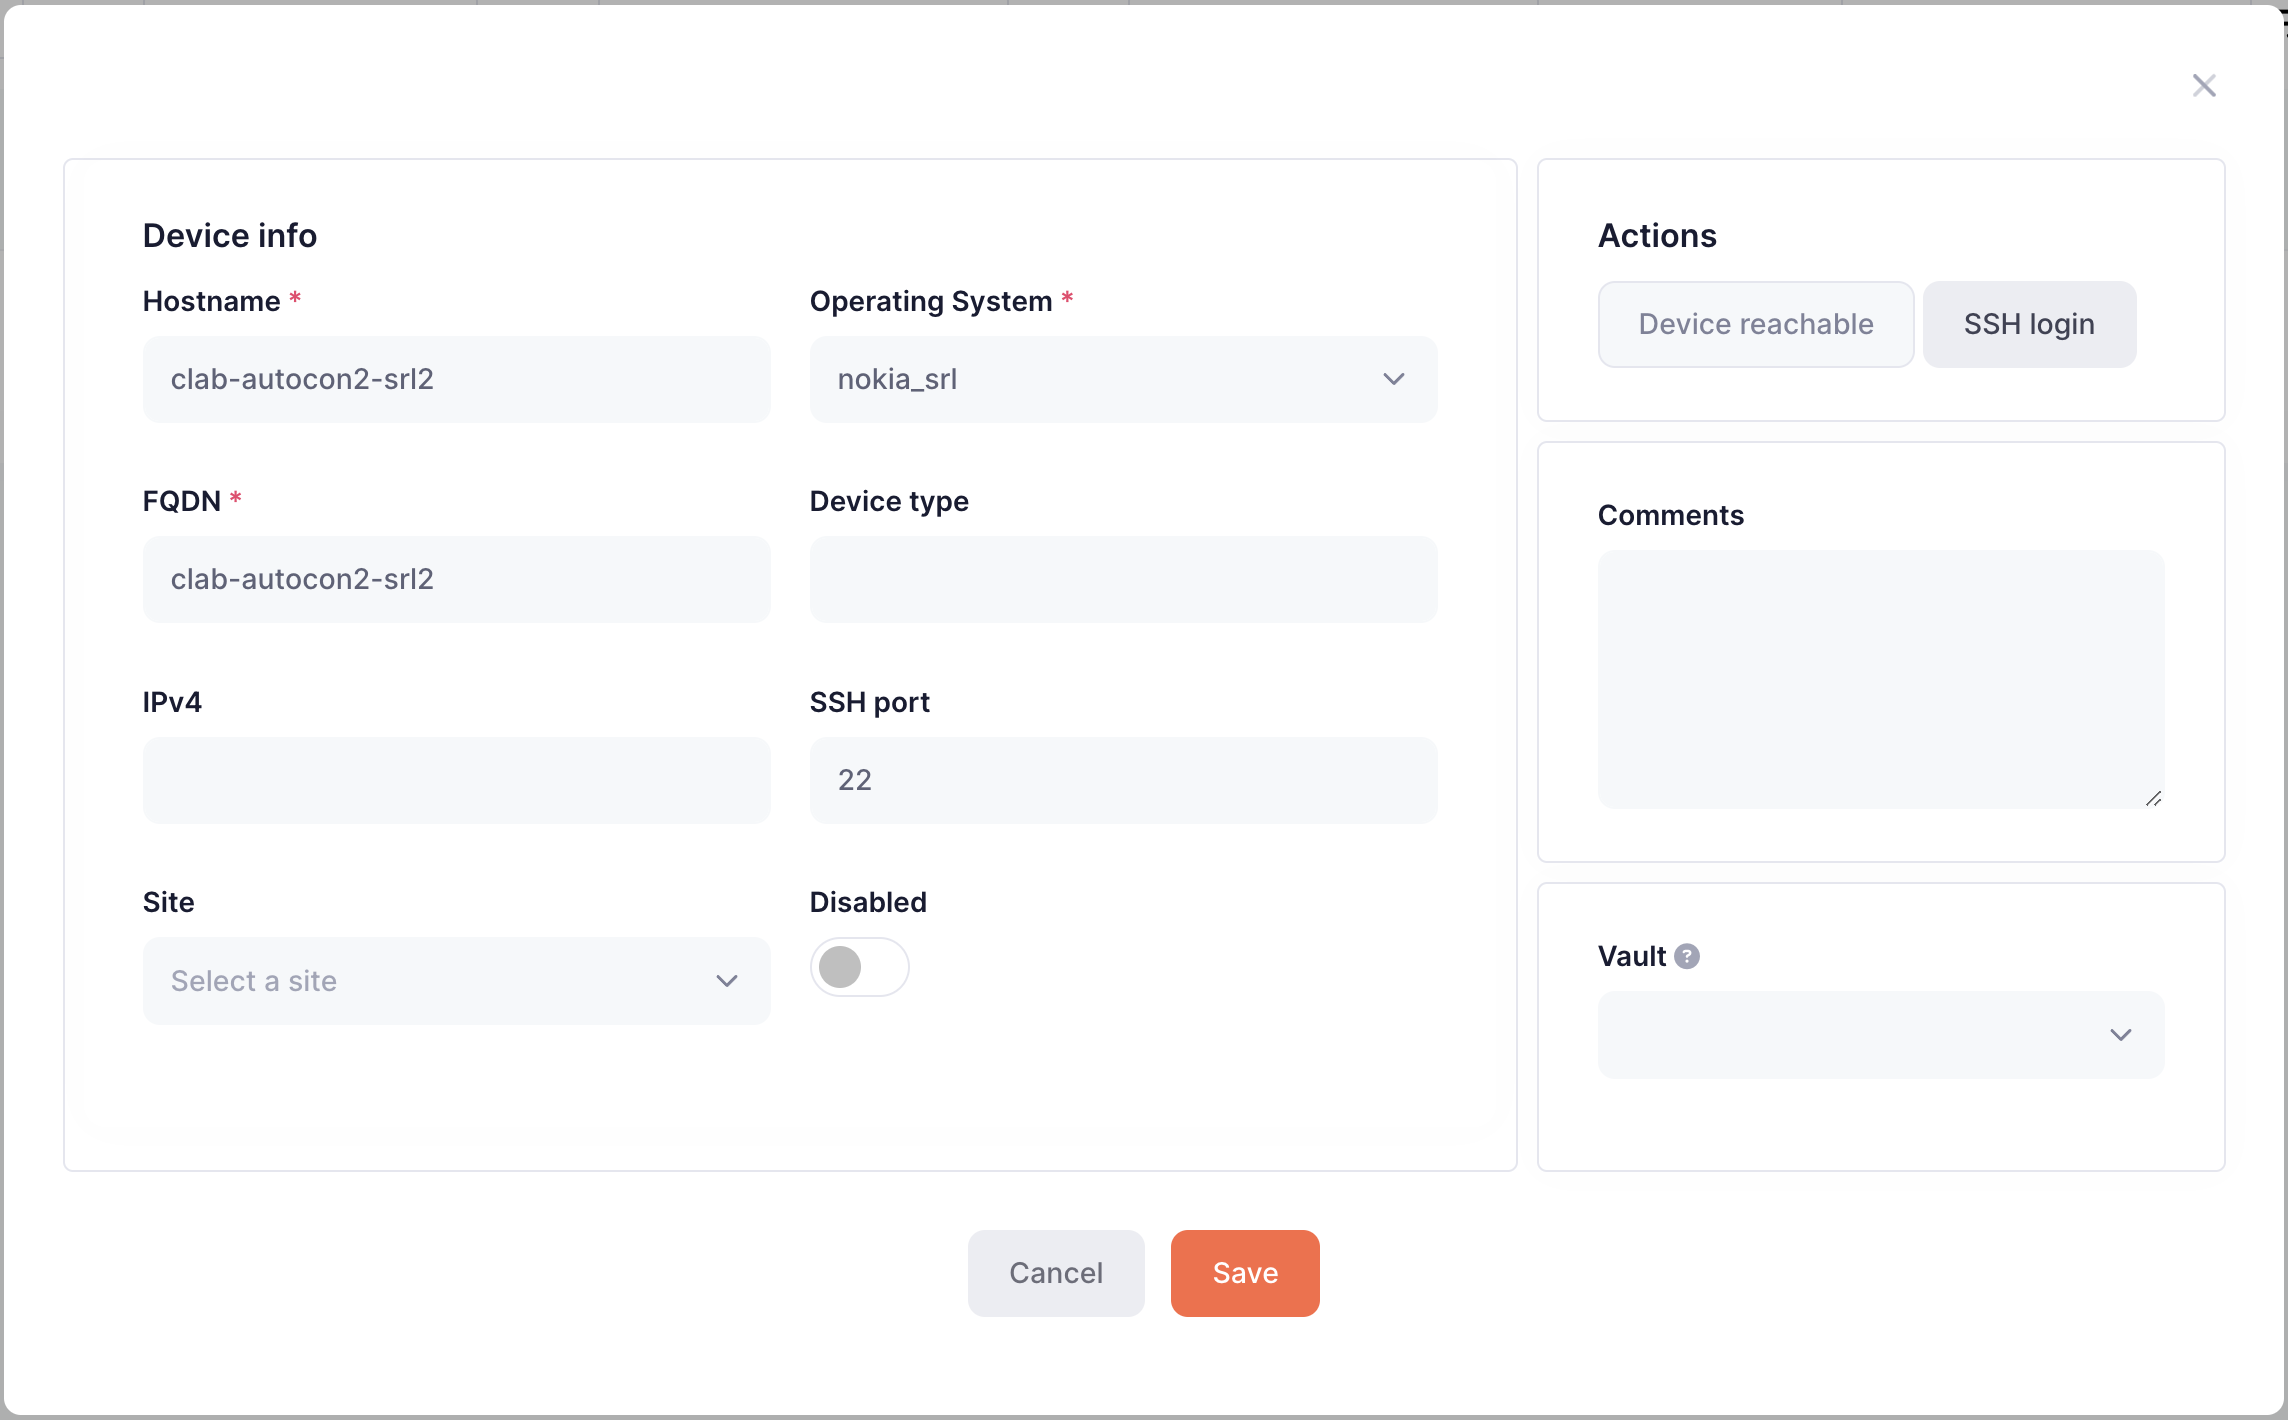 Device info
Hostname *
clab-autocon2-srl2
Operating System *
nokia_srl
FQDN *
clab-autocon2-srl2
Device type
IPv4
SSH port
22
Site
Select a site
Disabled
Actions
Device reachable
SSH login
Comments
Vault ?
Cancel
Save